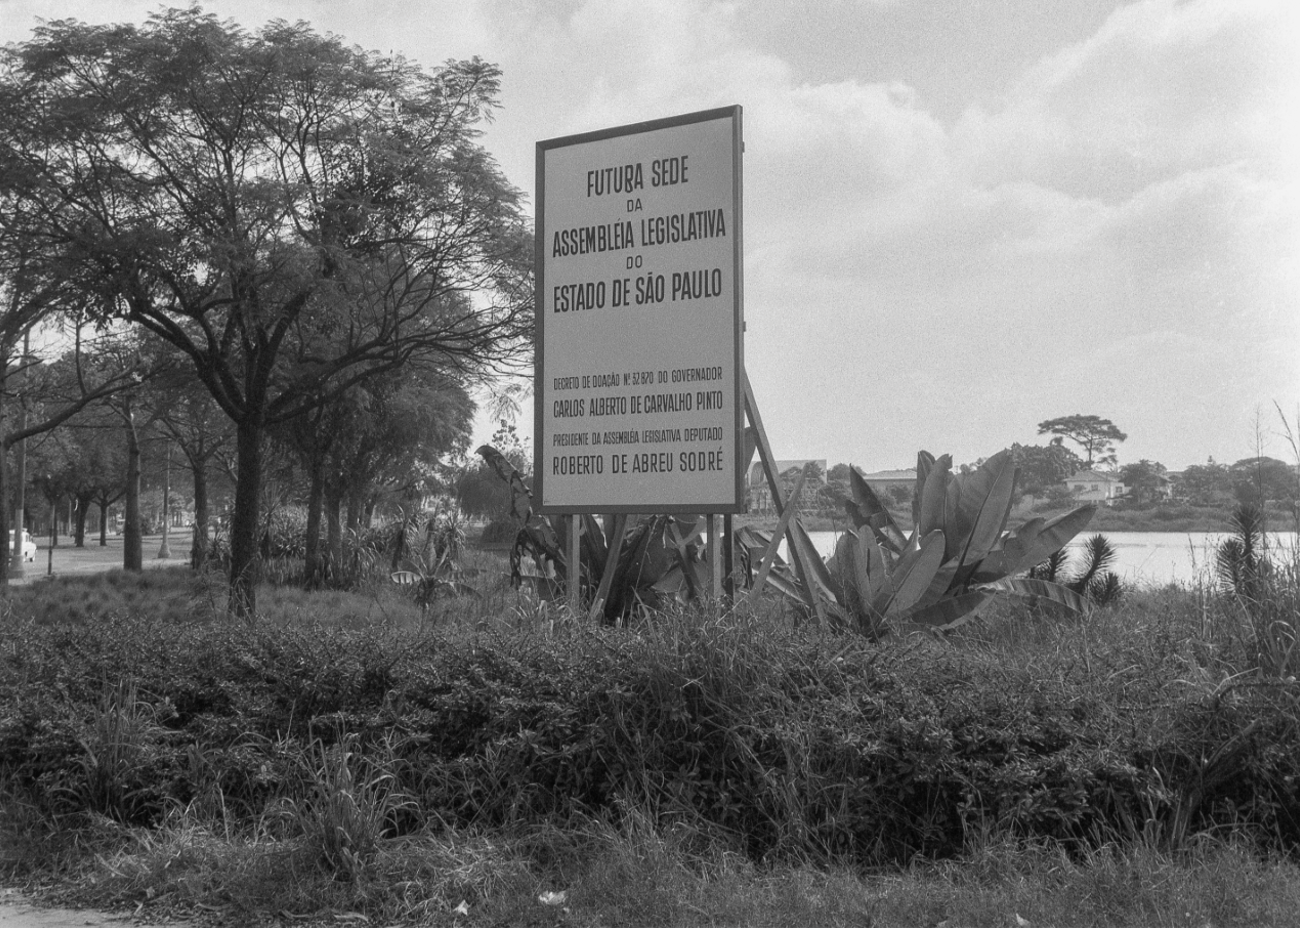 FUTURA SEDE
DA
ASSEMBLÉIA LEGISLATIVA
DO
ESTADO DE SÃO PAULO
DECRETO DE DOAÇÃO Nº 32.870 DO GOVERNADOR
CARLOS ALBERTO DE CARVALHO PINTO
PRESIDENTE DA ASSEMBLÉIA LEGISLATIVA DEPUTADO
ROBERTO DE ABREU SODRÉ